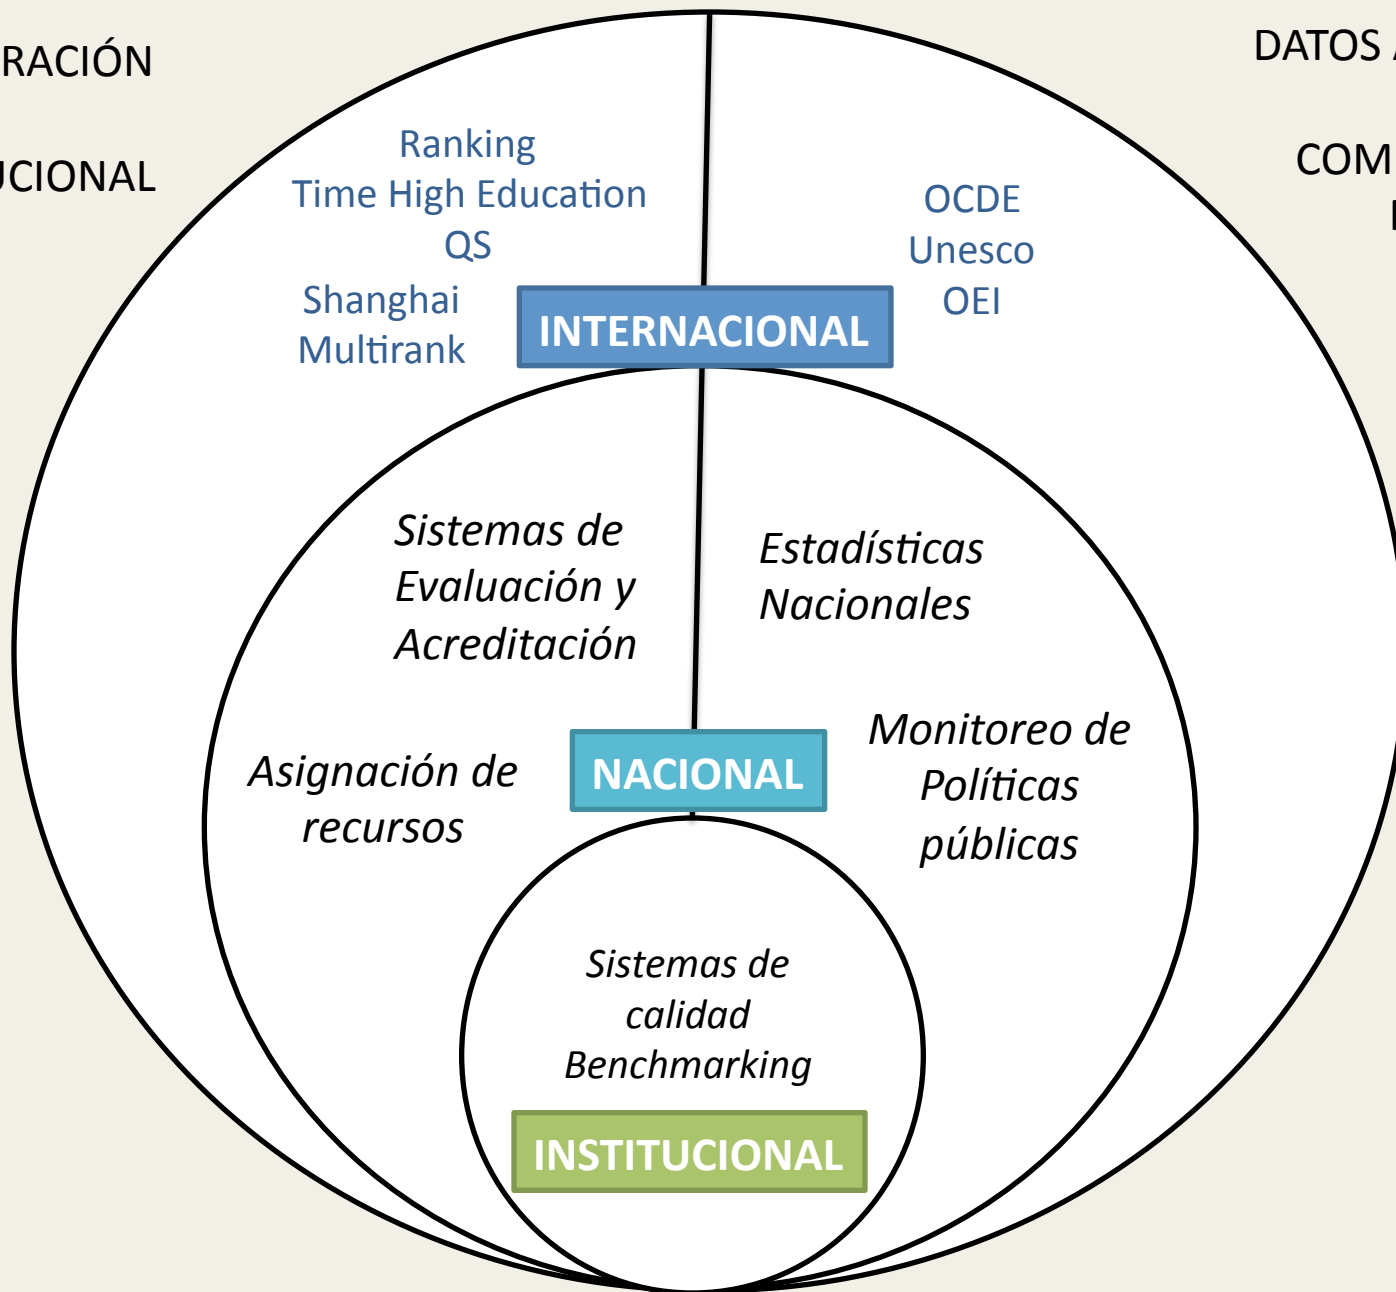 RACIÓN
UCIONAL
DATOS
COM
Ranking
Time High Education
QS
Shanghai
Multirank
OCDE
Unesco
OEI
INTERNACIONAL
Sistemas de
Evaluación y
Acreditación
Estadísticas
Nacionales
Asignación de
recursos
NACIONAL
Monitoreo de
Políticas
públicas
Sistemas de
calidad
Benchmarking
INSTITUCIONAL